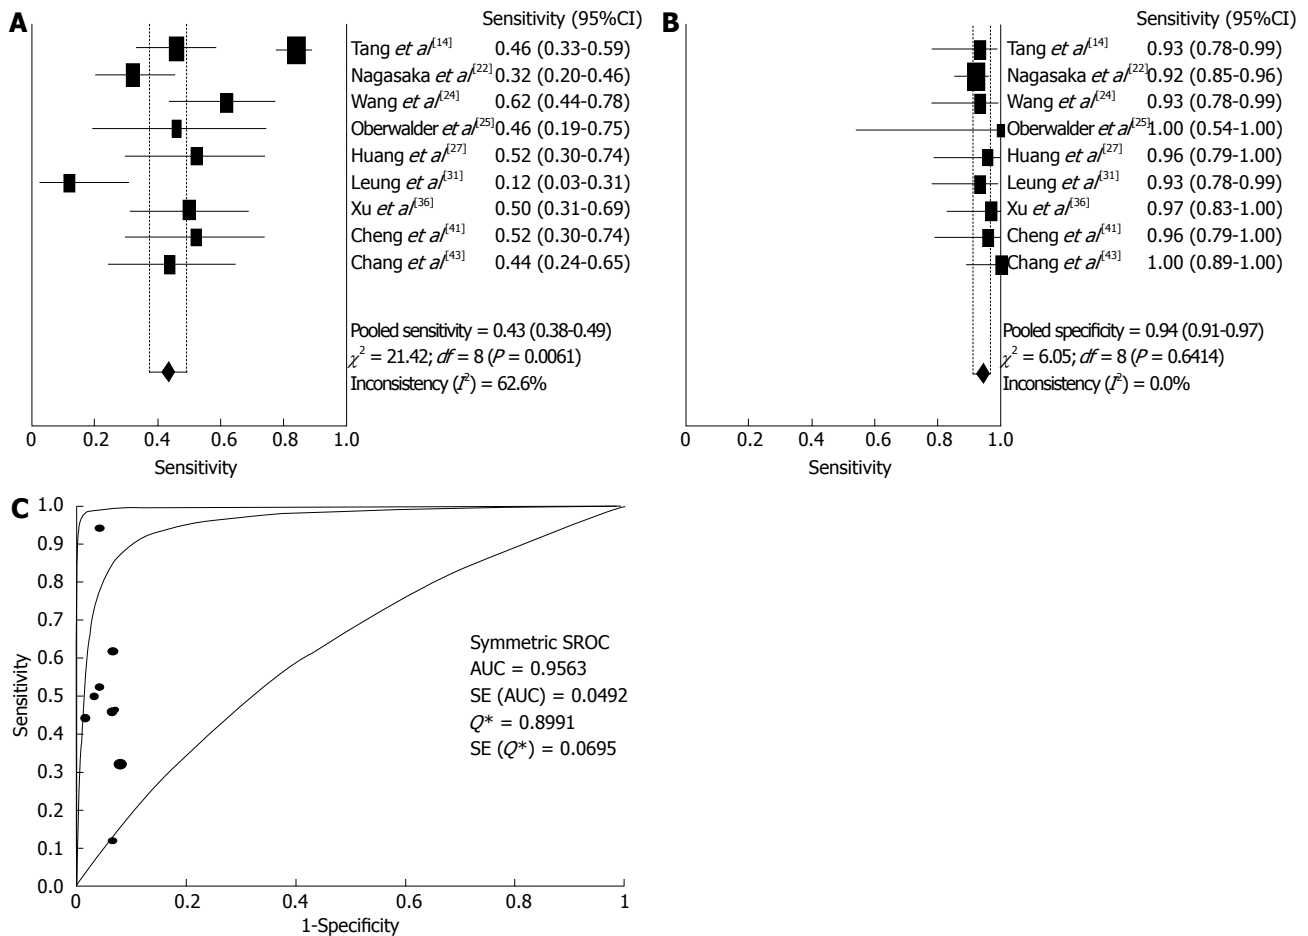 A
Sensitivity (95%CI)
Tang et al[14] 0.46 (0.33-0.59)
Nagasaka et al[22] 0.32 (0.20-0.46)
Wang et al[24] 0.62 (0.44-0.78)
Oberwalder et al[25] 0.46 (0.19-0.75)
Huang et al[27] 0.52 (0.30-0.74)
Leung et al[31] 0.12 (0.03-0.31)
Xu et al[36] 0.50 (0.31-0.69)
Cheng et al[41] 0.52 (0.30-0.74)
Chang et al[43] 0.44 (0.24-0.65)
Pooled sensitivity = 0.43 (0.38-0.49)
χ2 = 21.42; df = 8 (P = 0.0061)
Inconsistency (I2) = 62.6%
0 0.2 0.4 0.6 0.8 1.0
Sensitivity
B
Sensitivity (95%CI)
Tang et al[14] 0.93 (0.78-0.99)
Nagasaka et al[22] 0.92 (0.85-0.96)
Wang et al[24] 0.93 (0.78-0.99)
Oberwalder et al[25] 1.00 (0.54-1.00)
Huang et al[27] 0.96 (0.79-1.00)
Leung et al[31] 0.93 (0.78-0.99)
Xu et al[36] 0.97 (0.83-1.00)
Cheng et al[41] 0.96 (0.79-1.00)
Chang et al[43] 1.00 (0.89-1.00)
Pooled specificity = 0.94 (0.91-0.97)
χ2 = 6.05; df = 8 (P = 0.6414)
Inconsistency (I2) = 0.0%
0 0.2 0.4 0.6 0.8 1.0
Sensitivity
C
1.0
0.9
0.8
0.7
0.6
0.5
0.4
0.3
0.2
0.1
0.0
Sensitivity
Symmetric SROC
AUC = 0.9563
SE (AUC) = 0.0492
Q* = 0.8991
SE (Q*) = 0.0695
0 0.2 0.4 0.6 0.8 1
1-Specificity